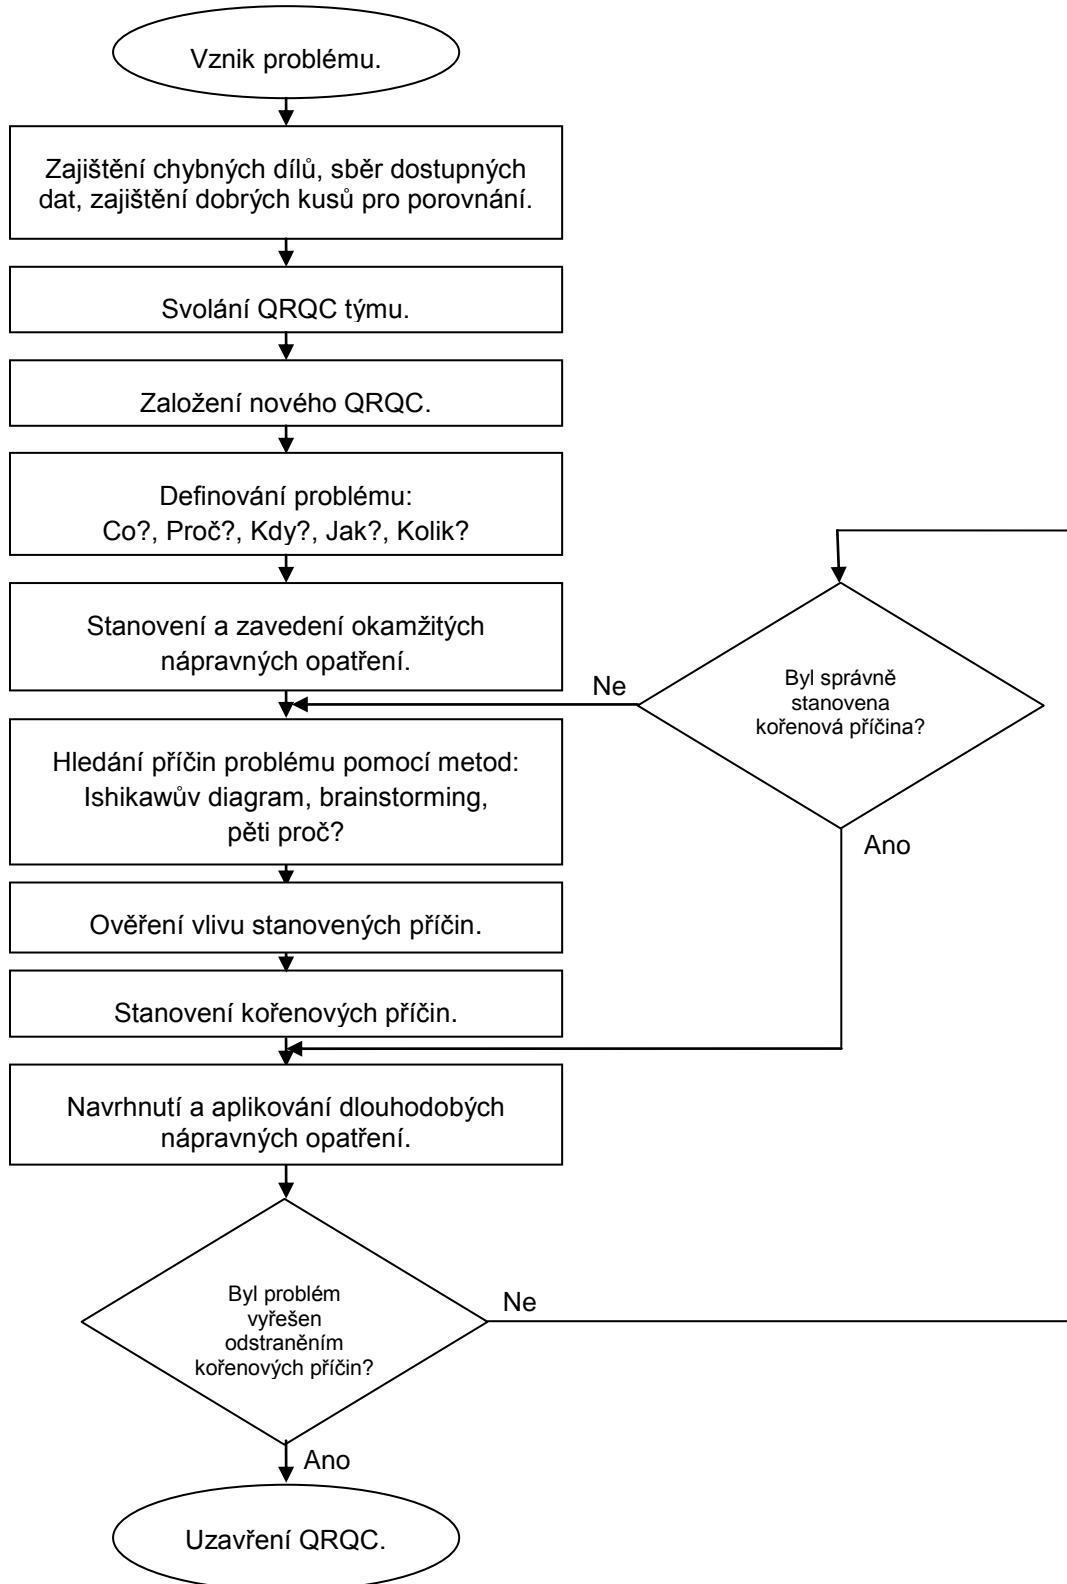 Vznik problému.
Zajištění chybných dílů, sběr dostupných
dat, zajištění dobrých kusů pro porovnání.
Svolání QRQC týmu.
Založení nového QRQC.
Definování problému:
Co?, Proč?, Kdy?, Jak?, Kolik?
Stanovení a zavedení okamžitých
nápravných opatření.
Ne
Byl správně
stanovena
kořenová příčina?
Ano
Hledání příčin problému pomocí metod:
Ishikawův diagram, brainstorming,
pěti proč?
Ověření vlivu stanovených příčin.
Stanovení kořenových příčin.
Navrhnutí a aplikování dlouhodobých
nápravných opatření.
Byl problém
vyřešen
odstraněním
kořenových příčin?
Ne
Ano
Uzavření QRQC.